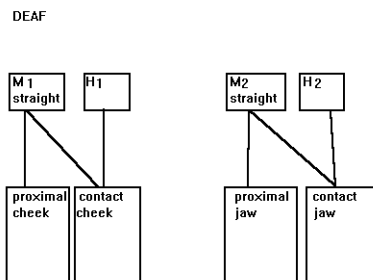 DEAF
M1 H1
straight
M2 H2
straight
proximal contact
cheek cheek
proximal contact
jaw jaw